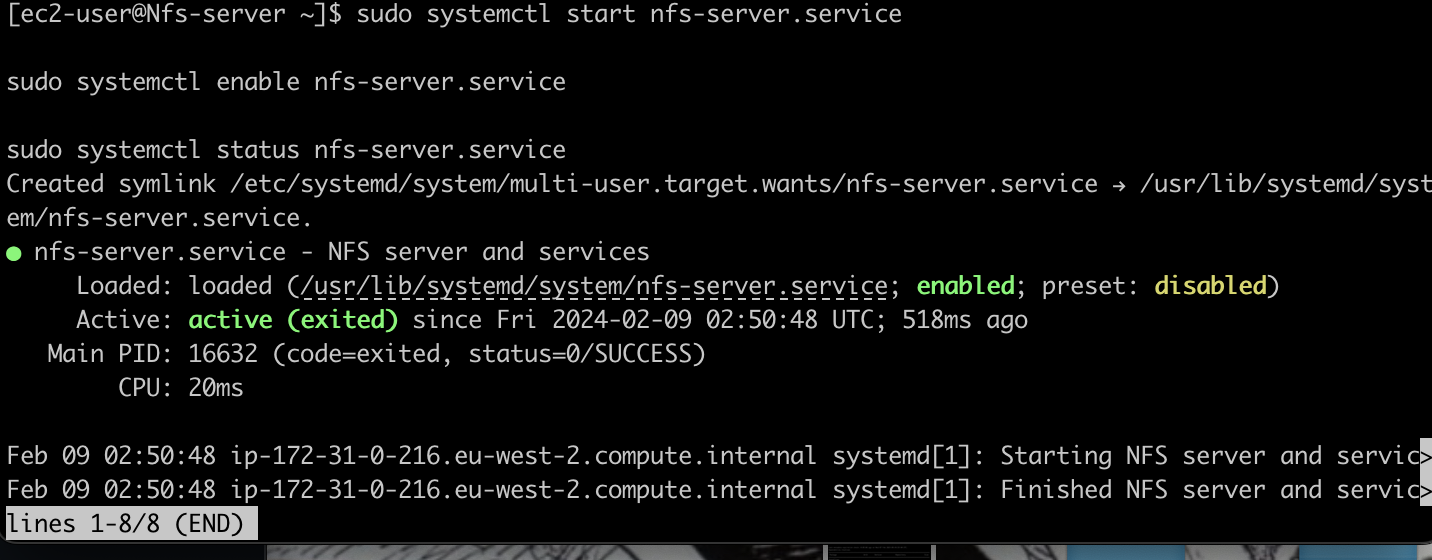 [ec2-user@Nfs-server ~]$ sudo systemctl start nfs-server.service
sudo systemctl enable nfs-server.service
sudo systemctl status nfs-server.service
Created symlink /etc/systemd/system/multi-user.target.wants/nfs-server.service → /usr/lib/systemd/syst
em/nfs-server.service.
● nfs-server.service - NFS server and services
Loaded: loaded (/usr/lib/systemd/system/nfs-server.service; enabled; preset: disabled)
Active: active (exited) since Fri 2024-02-09 02:50:48 UTC; 518ms ago
Main PID: 16632 (code=exited, status=0/SUCCESS)
CPU: 20ms
Feb 09 02:50:48 ip-172-31-0-216.eu-west-2.compute.internal systemd[1]: Starting NFS server and servic>
Feb 09 02:50:48 ip-172-31-0-216.eu-west-2.compute.internal systemd[1]: Finished NFS server and servic>
lines 1-8/8 (END)